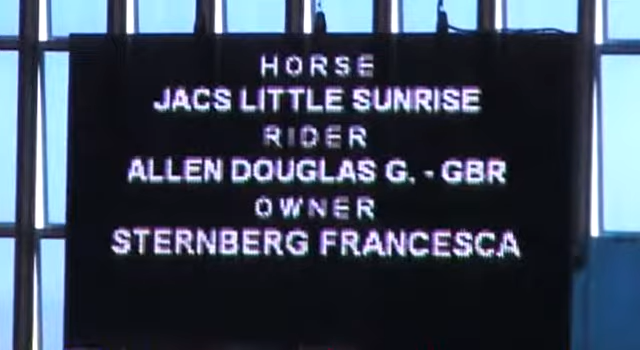 HORSE
JACS LITTLE SUNRISE
RIDER
ALLEN DOUGLAS G. - GBR
OWNER
STERNBERG FRANCESCA